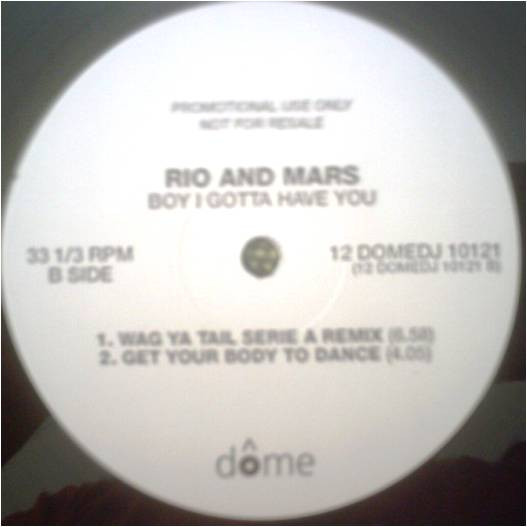 PROMOTIONAL USE ONLY
NOT FOR RESALE
RIO AND MARS
BOY I GOTTA HAVE YOU
33 1/3 RPM
B SIDE
12 DOMEDJ 10121
(12 DOMEDJ 10121 B)
1. WAG YA TAIL SERIE A REMIX (6.58)
2. GET YOUR BODY TO DANCE (4.05)
dôme